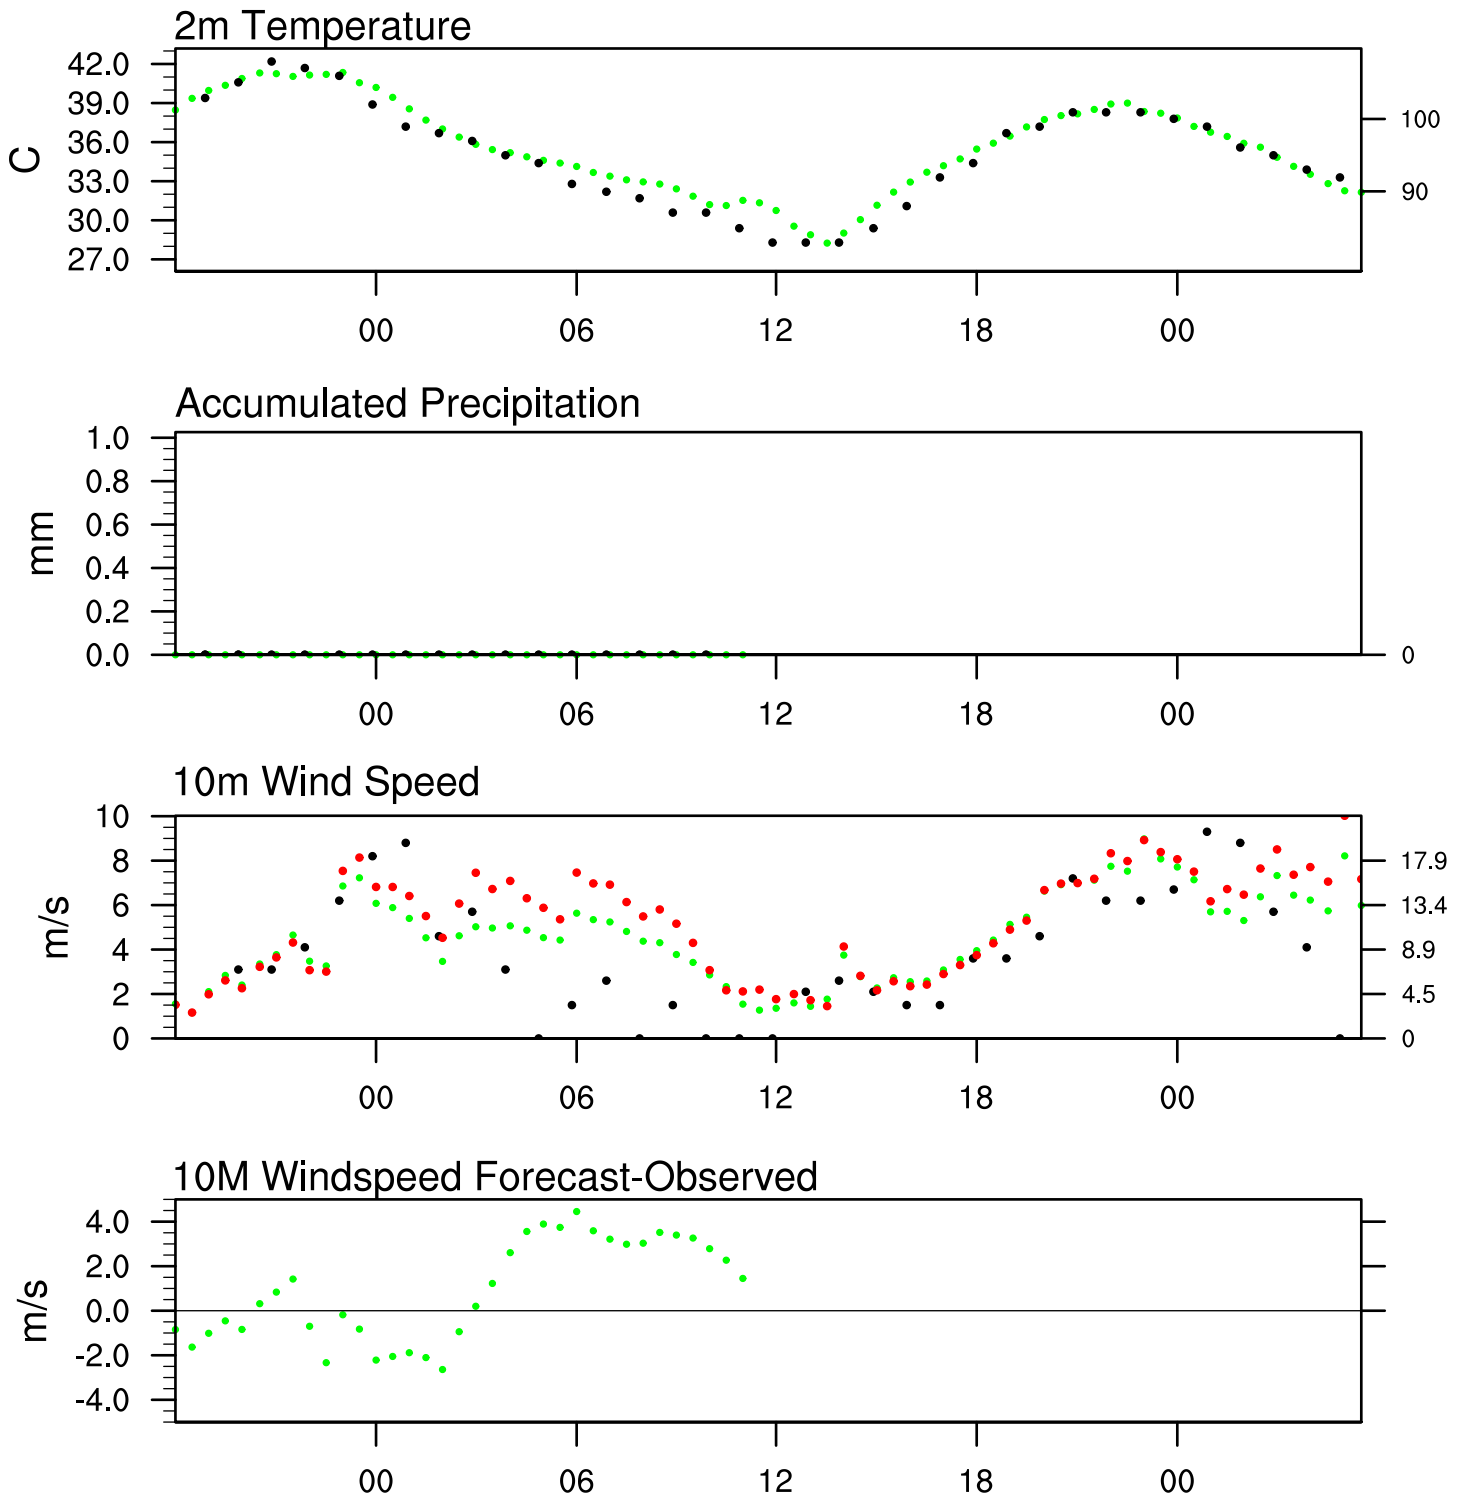 2m Temperature
42.0
39.0
36.0
33.0
30.0
27.0
C
100
90
00 06 12 18 00
Accumulated Precipitation
1.0
0.8
0.6
0.4
0.2
0.0
mm
0
00 06 12 18 00
10m Wind Speed
10
8
6
4
2
0
m/s
17.9
13.4
8.9
4.5
0
00 06 12 18 00
10M Windspeed Forecast-Observed
4.0
2.0
0.0
-2.0
-4.0
m/s
00 06 12 18 00